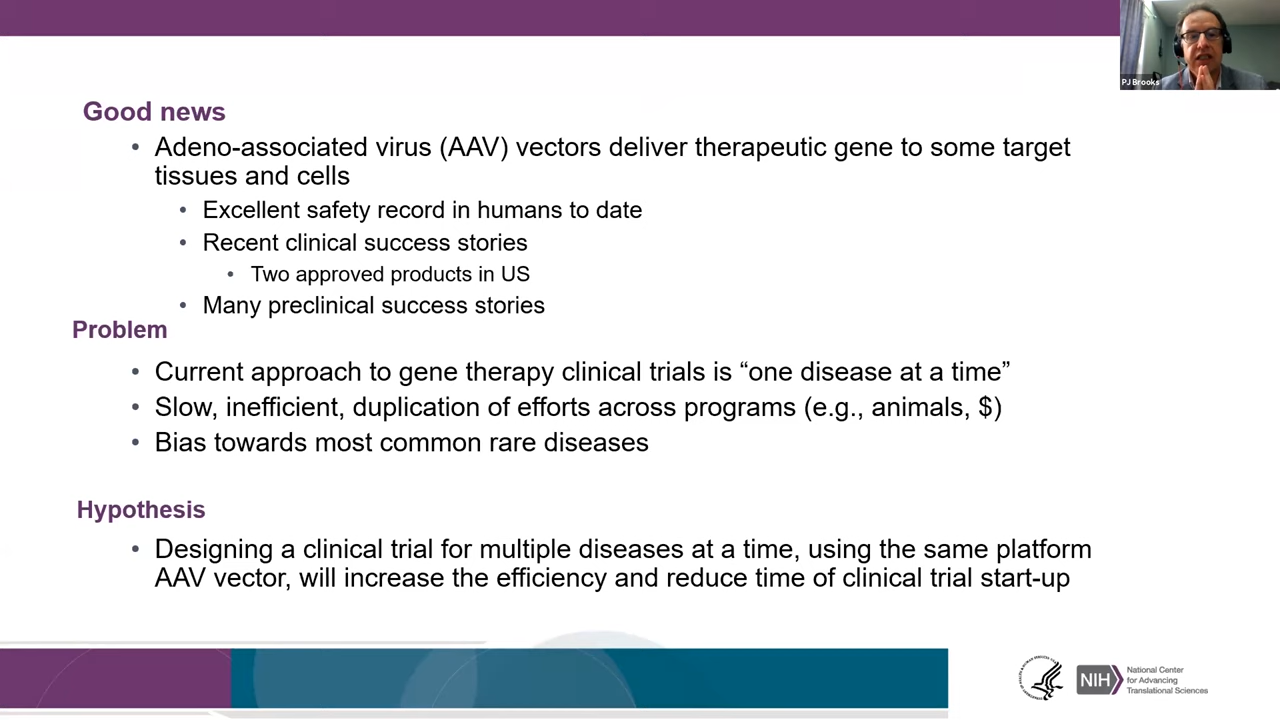 PJ Brooks
Good news
• Adeno-associated virus (AAV) vectors deliver therapeutic gene to some target
tissues and cells
• Excellent safety record in humans to date
• Recent clinical success stories
• Two approved products in US
• Many preclinical success stories
Problem
• Current approach to gene therapy clinical trials is “one disease at a time”
• Slow, inefficient, duplication of efforts across programs (e.g., animals, $)
• Bias towards most common rare diseases
Hypothesis
• Designing a clinical trial for multiple diseases at a time, using the same platform
AAV vector, will increase the efficiency and reduce time of clinical trial start-up
NIH
National Center
for Advancing
Translational Sciences